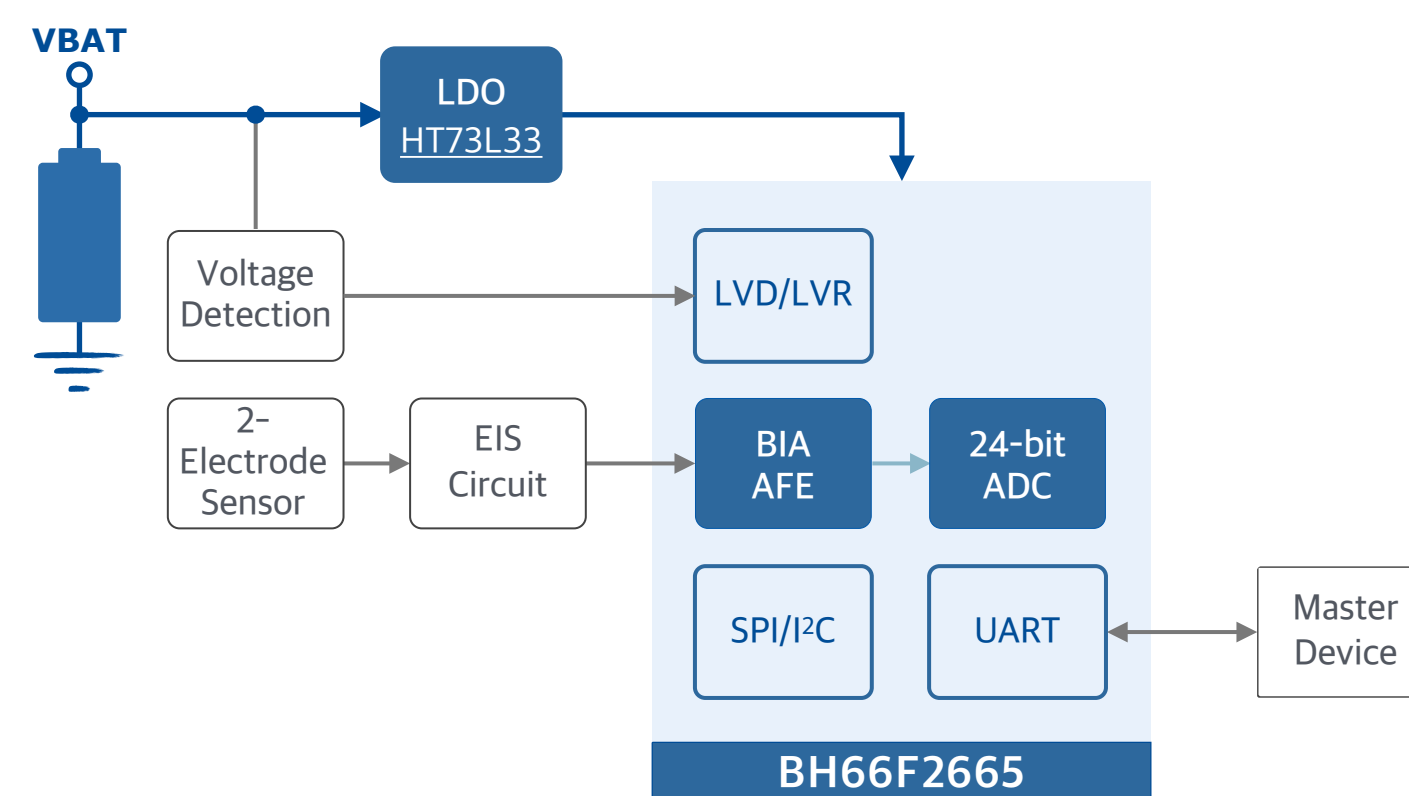 VBAT
LDO
HT73L33
Voltage
Detection
LVD/LVR
2-
Electrode
Sensor
EIS
Circuit
BIA
AFE
24-bit
ADC
SPI/I²C
UART
Master
Device
BH66F2665